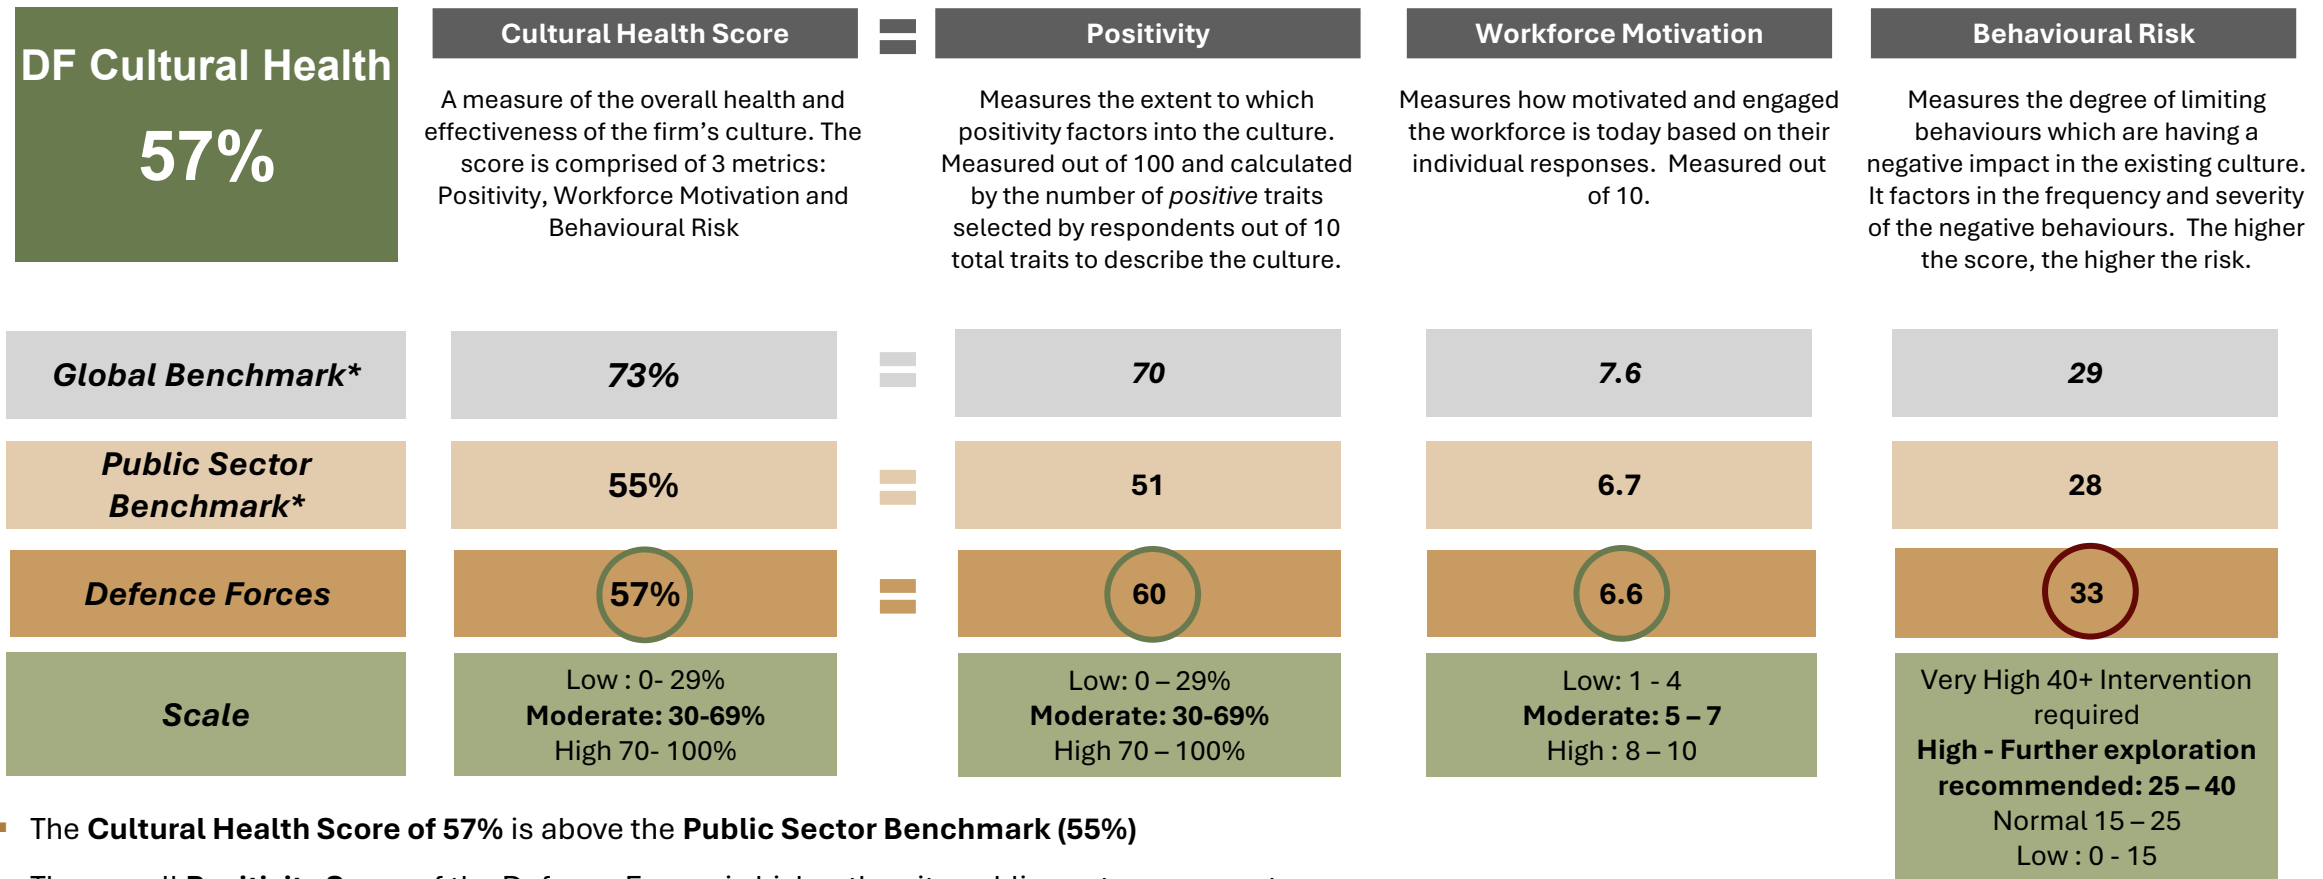 DF Cultural Health
57%
Cultural Health Score
A measure of the overall health and
effectiveness of the firm's culture. The
score is comprised of 3 metrics:
Positivity, Workforce Motivation and
Behavioural Risk
=
Positivity
Measures the extent to which
positivity factors into the culture.
Measured out of 100 and calculated
by the number of positive traits
selected by respondents out of 10
total traits to describe the culture.
Workforce Motivation
Measures how motivated and engaged
the workforce is today based on their
individual responses. Measured out
of 10.
Behavioural Risk
Measures the degree of limiting
behaviours which are having a
negative impact in the existing culture.
It factors in the frequency and severity
of the negative behaviours. The higher
the score, the higher the risk.
Global Benchmark*
73%
=
70
7.6
29
Public Sector
Benchmark*
55%
=
51
6.7
28
Defence Forces
57%
=
60
6.6
33
Scale
Low : 0- 29%
Moderate: 30-69%
High 70- 100%
Low: 0 – 29%
Moderate: 30-69%
High 70 – 100%
Low: 1 - 4
Moderate: 5 – 7
High : 8 – 10
Very High 40+ Intervention
required
High - Further exploration
recommended: 25 – 40
Normal 15 – 25
Low : 0 - 15
The Cultural Health Score of 57% is above the Public Sector Benchmark (55%)